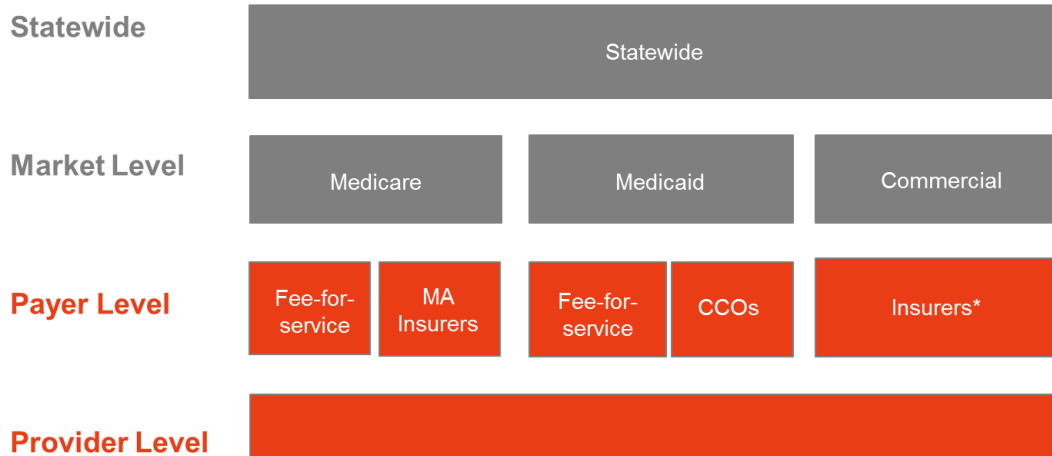 Statewide
Statewide
Market Level
Medicare
Medicaid
Commercial
Payer Level
Fee-for-
service
MA
Insurers
Fee-for-
service
CCOs
Insurers*
Provider Level